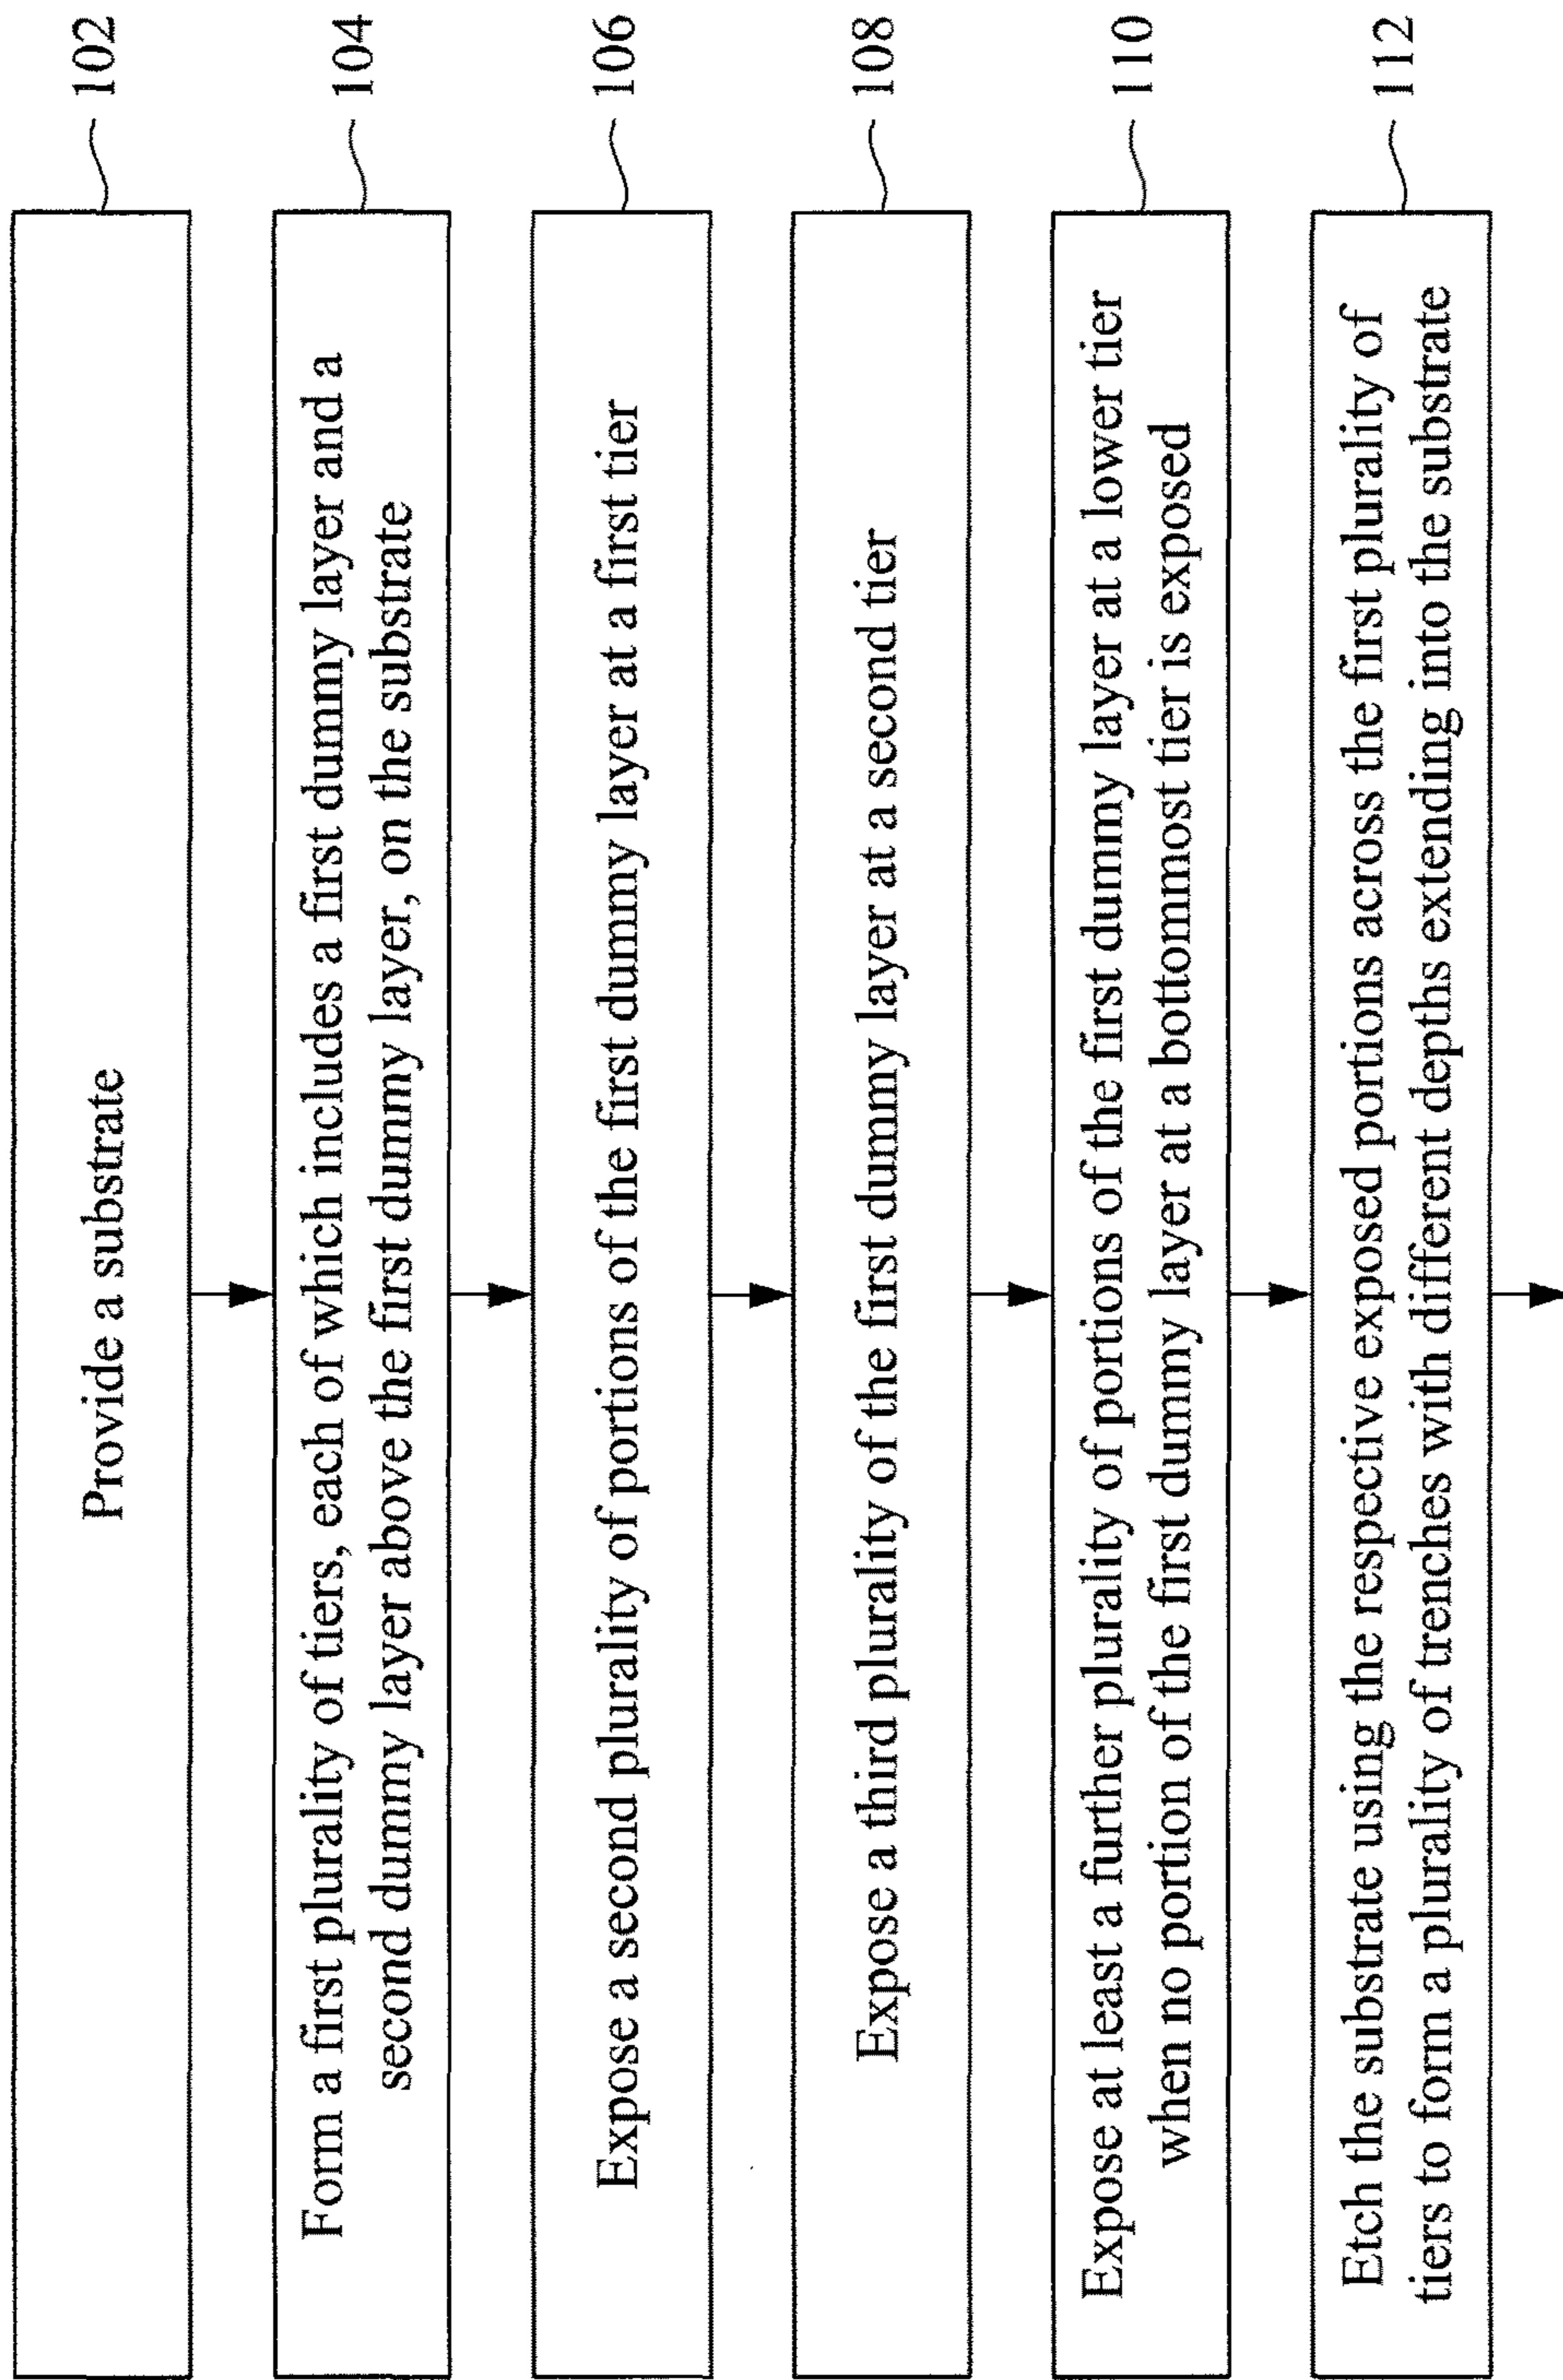 Provide a substrate
102
Form a first plurality of tiers, each of which includes a first dummy layer and a
second dummy layer above the first dummy layer, on the substrate
104
Expose a second plurality of portions of the first dummy layer at a first tier
106
Expose a third plurality of the first dummy layer at a second tier
108
Expose at least a further plurality of portions of the first dummy layer at a lower tier
when no portion of the first dummy layer at a bottommost tier is exposed
110
Etch the substrate using the respective exposed portions across the first plurality of
tiers to form a plurality of trenches with different depths extending into the substrate
112